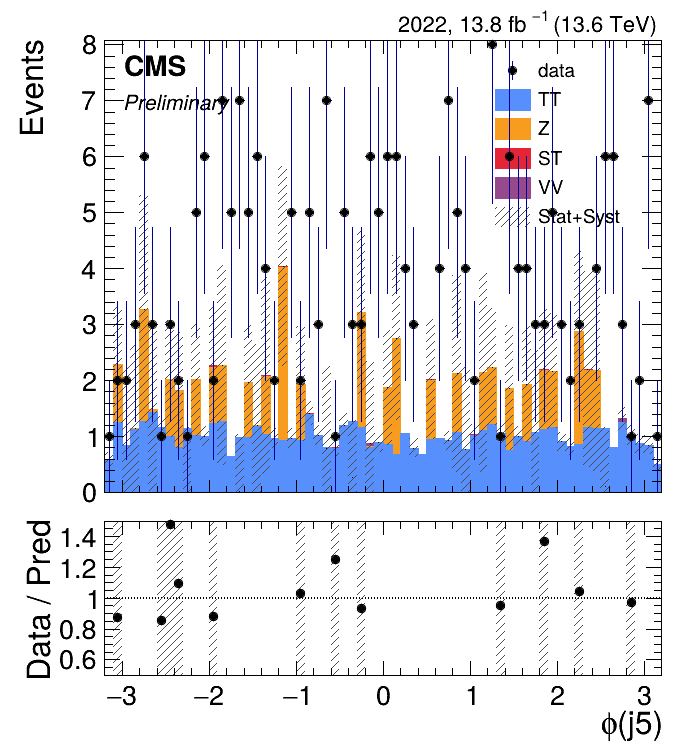 2022, 13.8 fb⁻¹ (13.6 TeV)
Events
8
7
6
5
4
3
2
1
0
CMS
Preliminary
data
TT
Z
ST
VV
Stat+Syst
Data / Pred
1.4
1.2
1
0.8
0.6
−3 −2 −1 0 1 2 3
ϕ(j5)